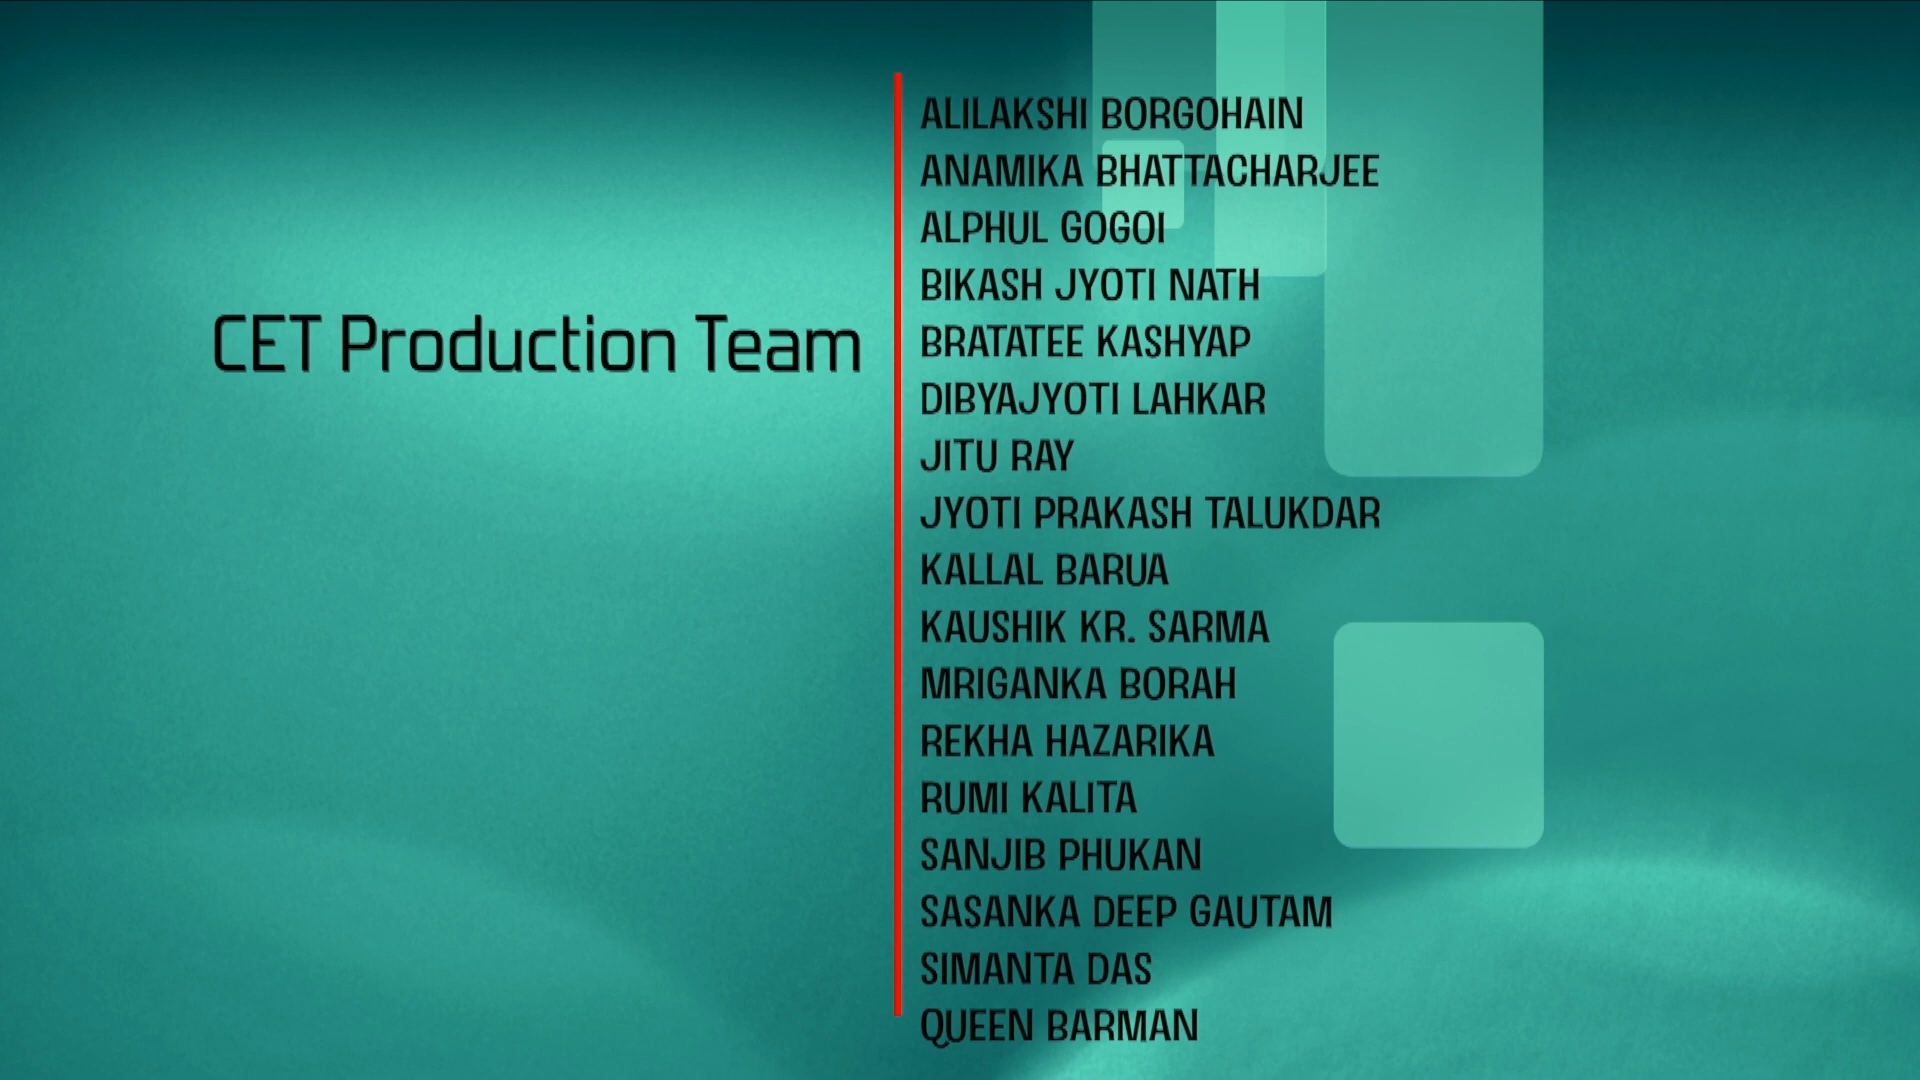 CET Production Team
ALILAKSHI BORGOHAIN
ANAMIKA BHATTACHARJEE
ALPHUL GOGOI
BIKASH JYOTI NATH
BRATATEE KASHYAP
DIBYAJYOTI LAHKAR
JITU RAY
JYOTI PRAKASH TALUKDAR
KALLAL BARUA
KAUSHIK KR. SARMA
MRIGANKA BORAH
REKHA HAZARIKA
RUMI KALITA
SANJIB PHUKAN
SASANKA DEEP GAUTAM
SIMANTA DAS
QUEEN BARMAN